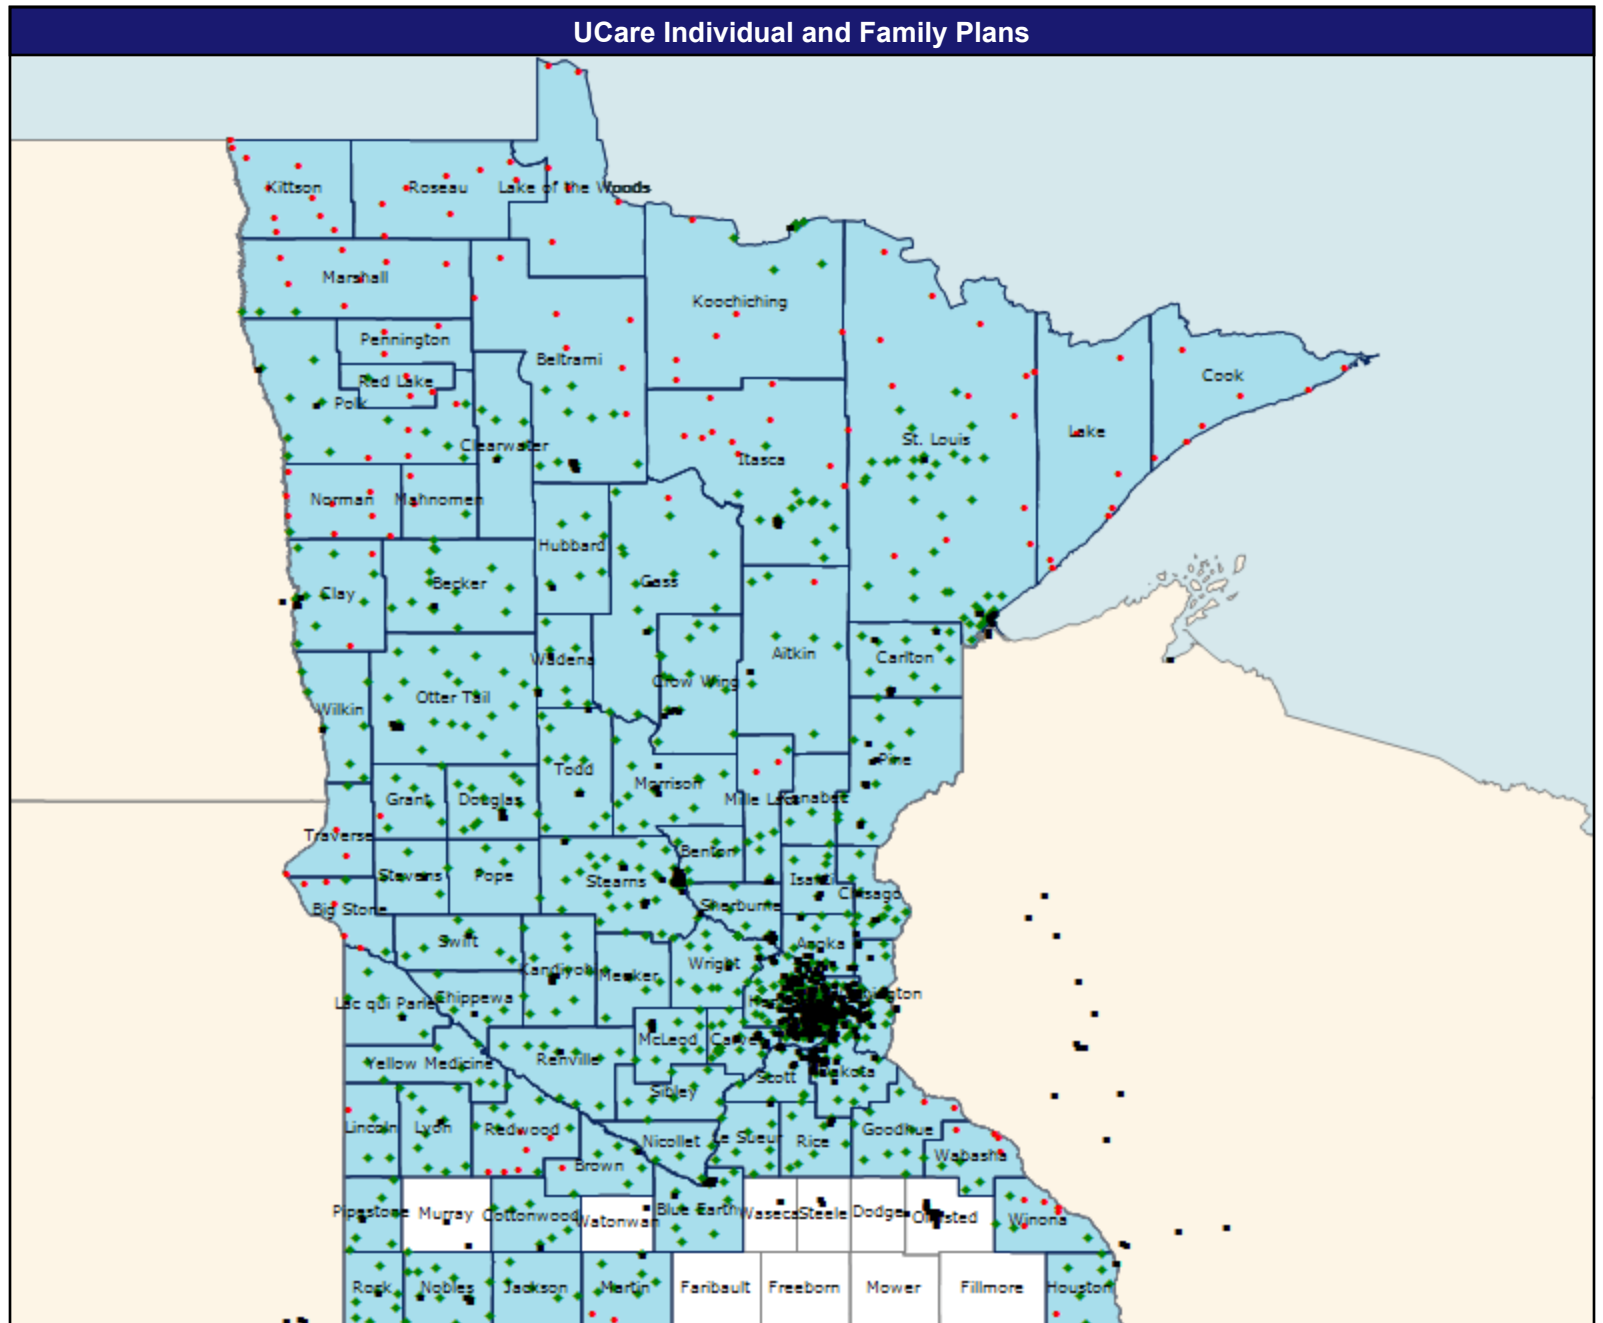 UCare Individual and Family Plans
Kittson
Roseau
Lake of the Woods
Marshall
Koochiching
Pennington
Beltrami
Red Lake
Cook
Polk
Lake
St. Louis
Clearwater
Itasca
Norman
Mahnomen
Hubbard
Cass
Becker
Clay
Aitkin
Carlton
Wadena
Crow Wing
Otter Tail
Wilkin
Pine
Todd
Morrison
Grant
Douglas
Mille Lacs
Kanabec
Traverse
Benton
Stevens
Pope
Stearns
Isanti
Chisago
Sherburne
Big Stone
Swift
Anoka
Wright
Kandiyohi
Meeker
Lac qui Parle
Chippewa
McLeod
Carver
Renville
Yellow Medicine
Scott
Dakota
Sibley
Lincoln
Lyon
Redwood
Nicollet
Le Sueur
Rice
Goodhue
Wabasha
Brown
Pipestone
Murray
Cottonwood
Watonwan
Blue Earth
Waseca
Steele
Dodge
Olmsted
Winona
Rock
Nobles
Jackson
Martin
Faribault
Freeborn
Mower
Fillmore
Houston